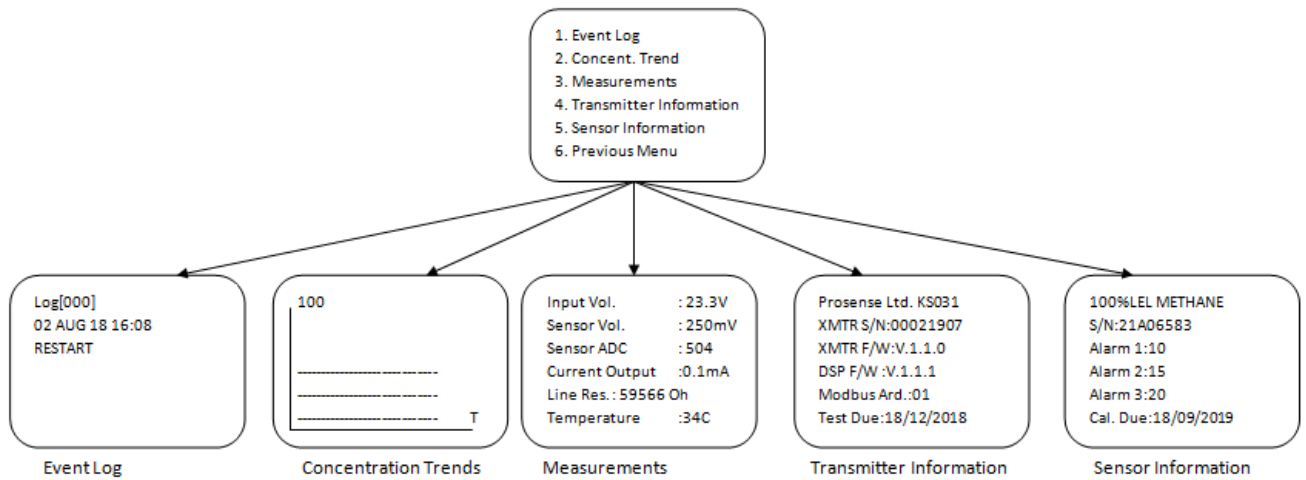 1. Event Log
2. Concent. Trend
3. Measurements
4. Transmitter Information
5. Sensor Information
6. Previous Menu
Log[000]
02 AUG 18 16:08
RESTART
Event Log
100
T
Concentration Trends
Input Vol. : 23.3V
Sensor Vol. : 250mV
Sensor ADC : 504
Current Output :0.1mA
Line Res. : 59566 Oh
Temperature :34C
Measurements
Prosense Ltd. KS031
XMTR S/N:00021907
XMTR F/W:V.1.1.0
DSP F/W :V.1.1.1
Modbus Ard.:01
Test Due:18/12/2018
Transmitter Information
100%LEL METHANE
S/N:21A06583
Alarm 1:10
Alarm 2:15
Alarm 3:20
Cal. Due:18/09/2019
Sensor Information